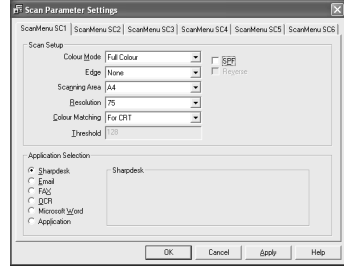 Scan Parameter Settings
ScanMenu SC1 ScanMenu SC2 ScanMenu SC3 ScanMenu SC4 ScanMenu SC5 ScanMenu SC6
Scan Setup
Colour Mode Full Colour SPF
Edge None Reverse
Scanning Area A4
Resolution 75
Colour Matching For CRT
Threshold 128
Application Selection
Sharpdesk Sharpdesk
Email
FAX
OCR
Microsoft Word
Application
OK Cancel Apply Help